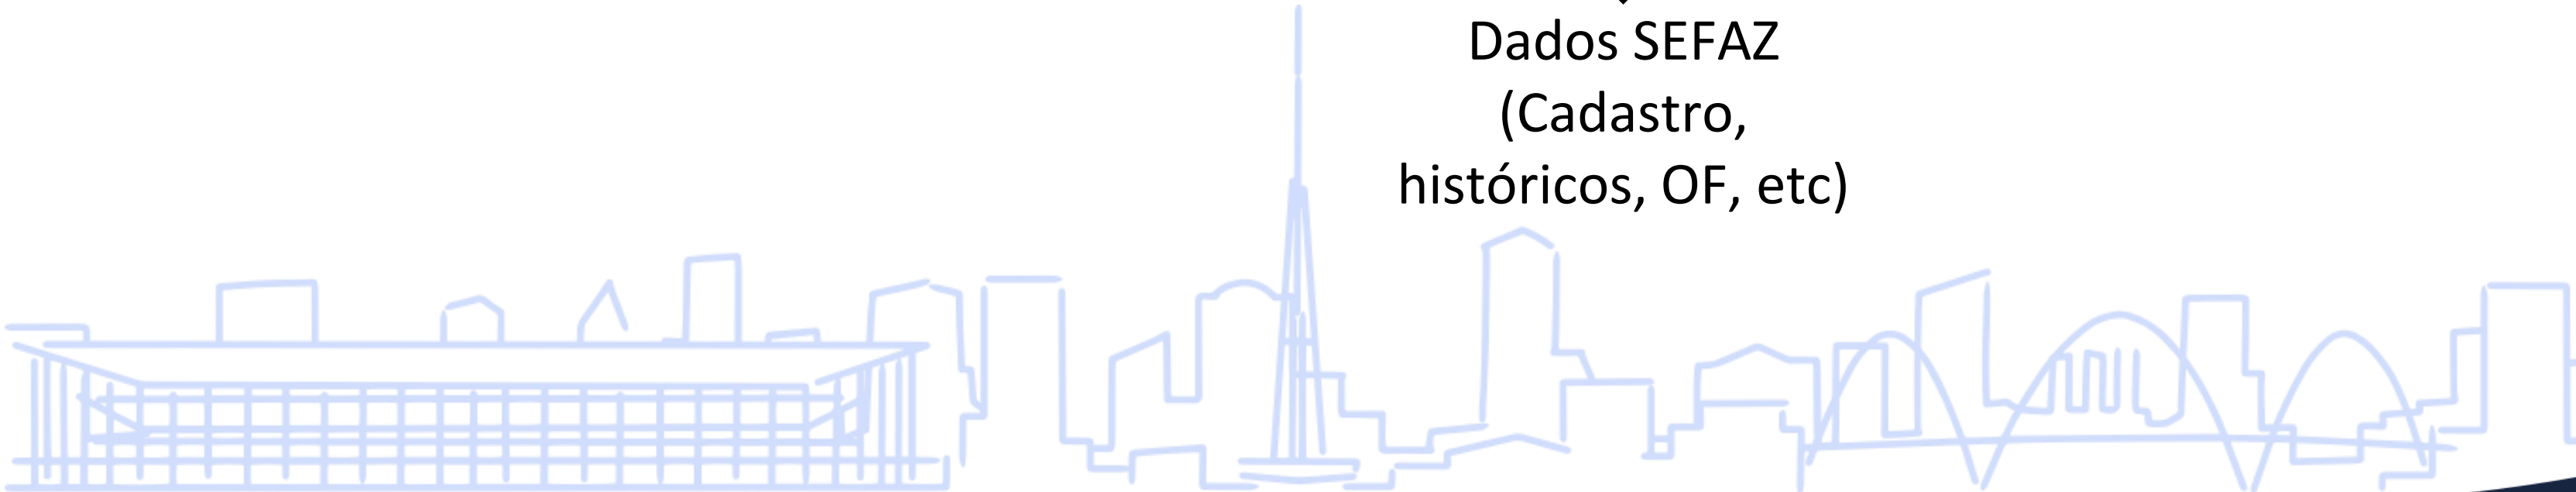 Dados SEFAZ
(Cadastro,
históricos, OF, etc)